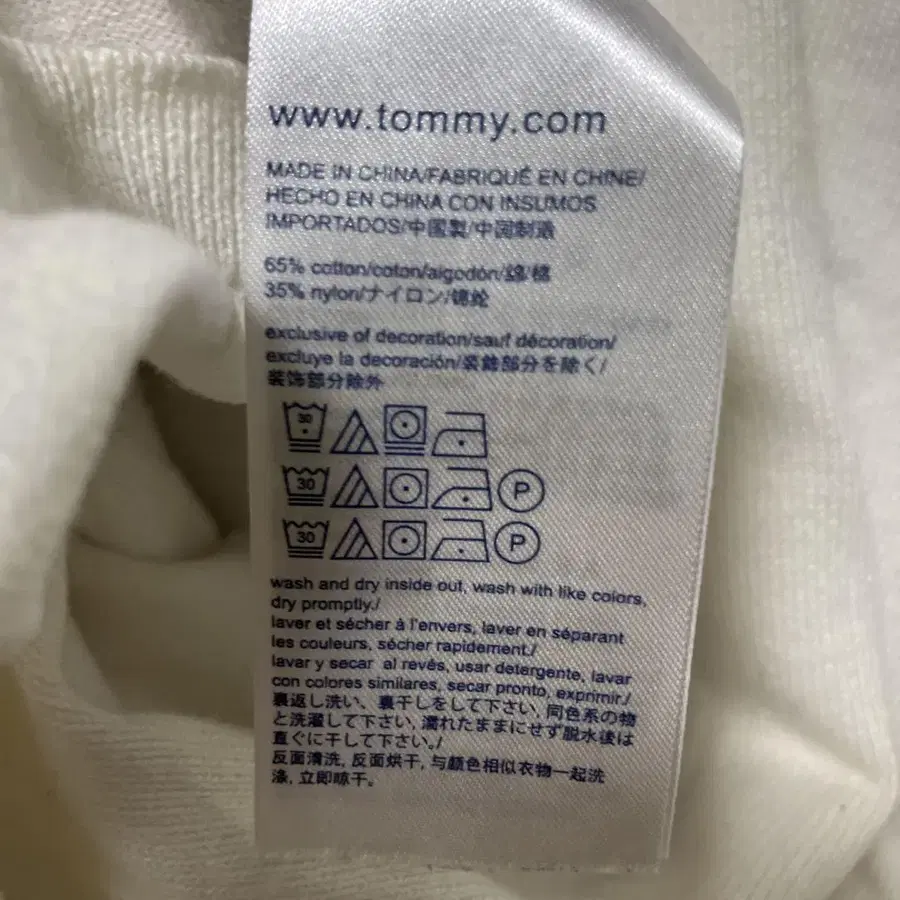 www.tommy.com
MADE IN CHINA/FABRIQUÉ EN CHINE/
HECHO EN CHINA CON INSUMOS
IMPORTADOS/中国製/中国制造
65% cotton/coton/algodón/綿/棉
35% nylon/ナイロン/锦纶
exclusive of decoration/sauf décoration/
excluye la decoración/装飾部分を除く/
装饰部分除外
30
30 P
30 P
wash and dry inside out, wash with like colors,
dry promptly./
laver et sécher à l'envers, laver en séparant
les couleurs, sécher rapidement./
lavar y secar al revés, usar detergente, lavar
con colores similares, secar pronto, exprimir./
裏返し洗い、裏干しをして下さい, 同色系の物
と洗濯して下さい, 濡れたままにせず脱水後は
直ぐに干して下さい。/
反面清洗, 反面烘干, 与颜色相似衣物一起洗
涤, 立即晾干。